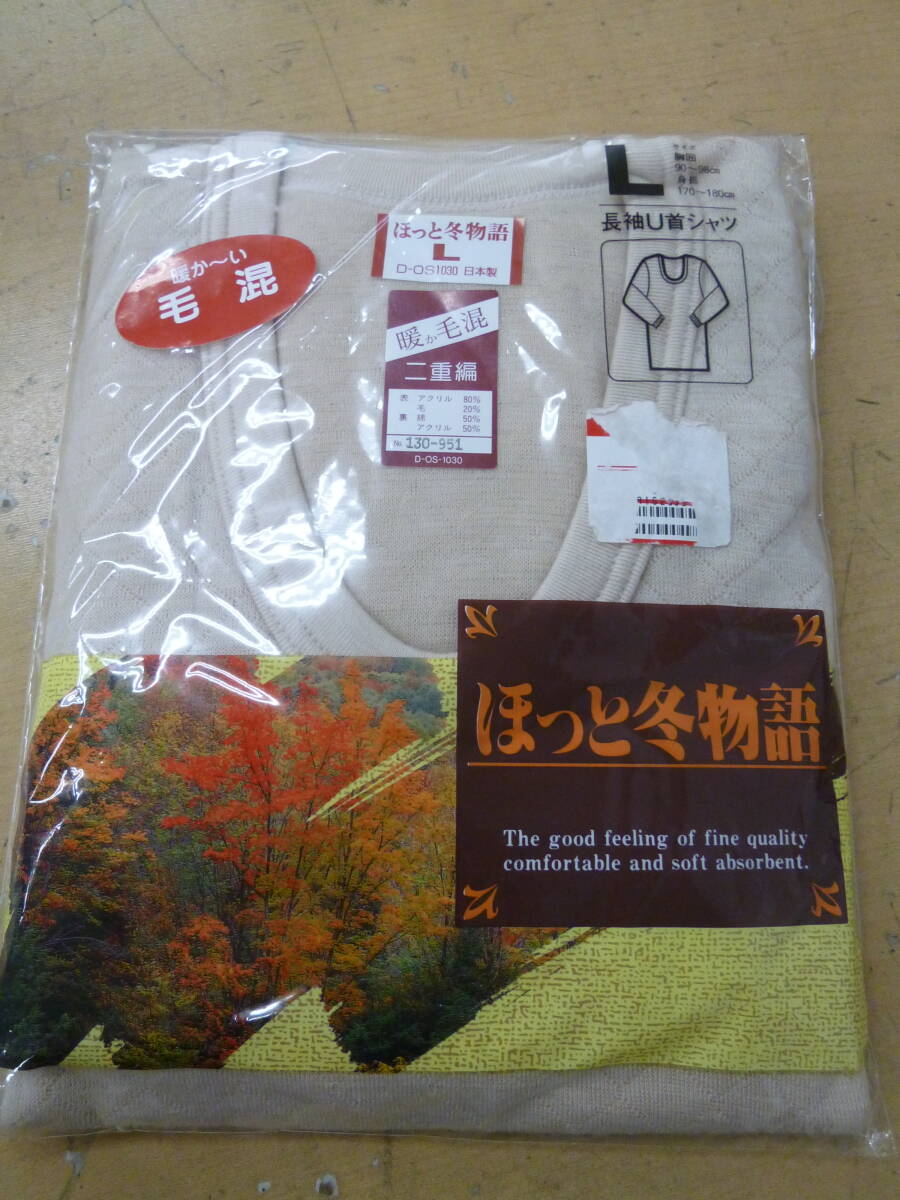 L
サイズ
胸囲
90～98cm
身長
170～180cm
長袖U首シャツ
暖か～い
毛混
ほっと冬物語
L
D-OS1030 日本製
暖か毛混
二重編
表 アクリル 80%
毛 20%
裏 綿 50%
アクリル 50%
No. 130-951
D-OS-1030
ほっと冬物語
The good feeling of fine quality
comfortable and soft absorbent.